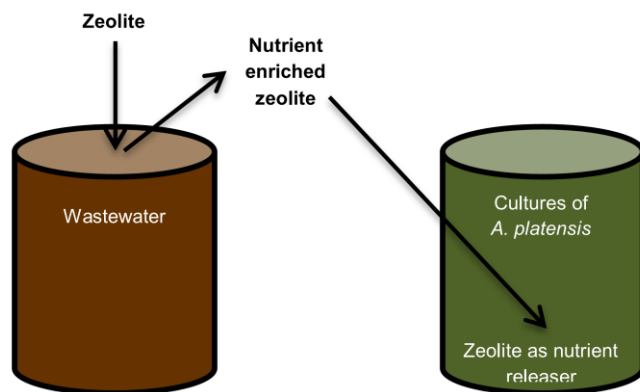 Zeolite
Nutrient
enriched
zeolite
Wastewater
Cultures of
A. platensis
Zeolite as nutrient
releaser